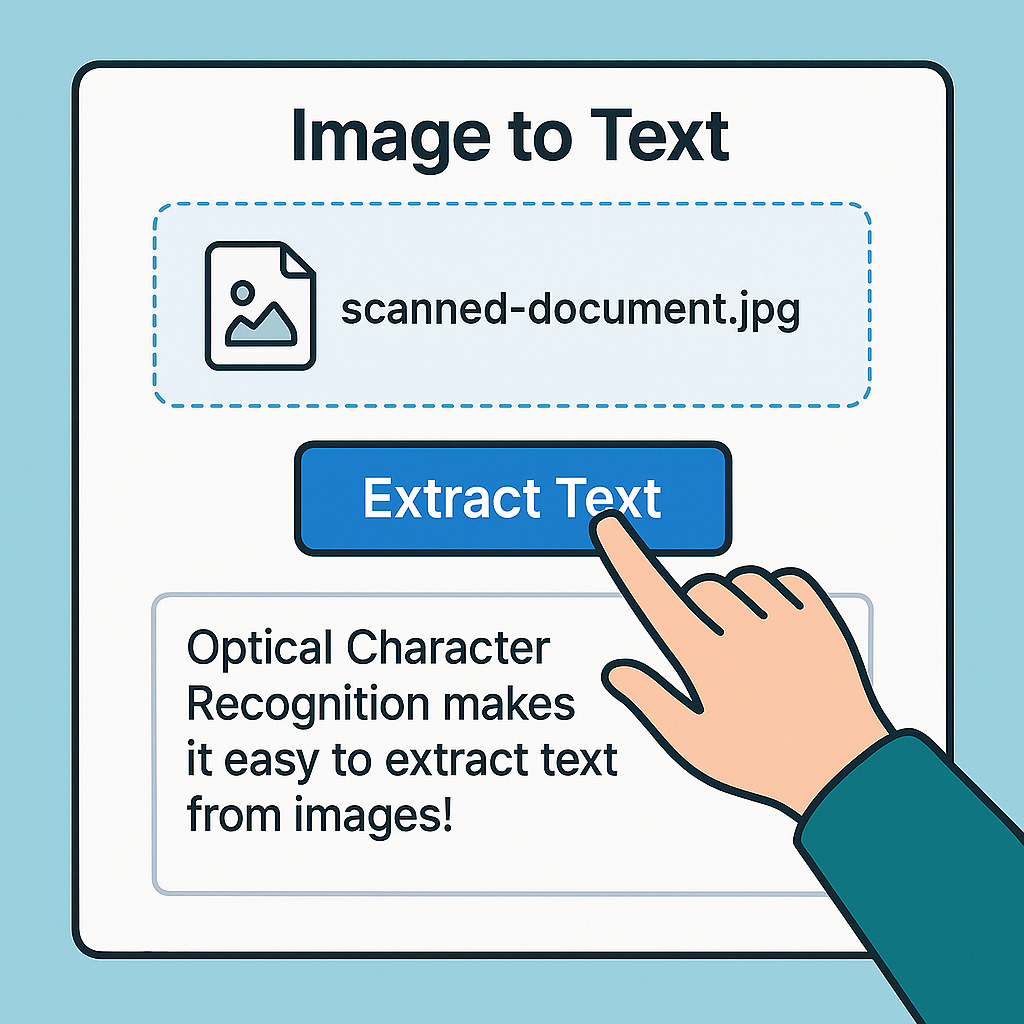 Image to Text
scanned-document.jpg
Extract Text
Optical Character
Recognition makes
it easy to extract text
from images!